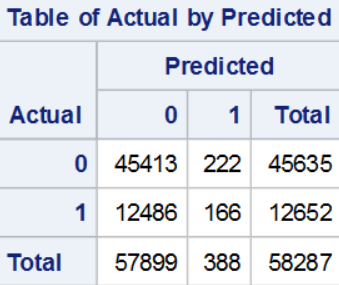 Table of Actual by Predicted
Predicted
Actual 0 1 Total
0 45413 222 45635
1 12486 166 12652
Total 57899 388 58287